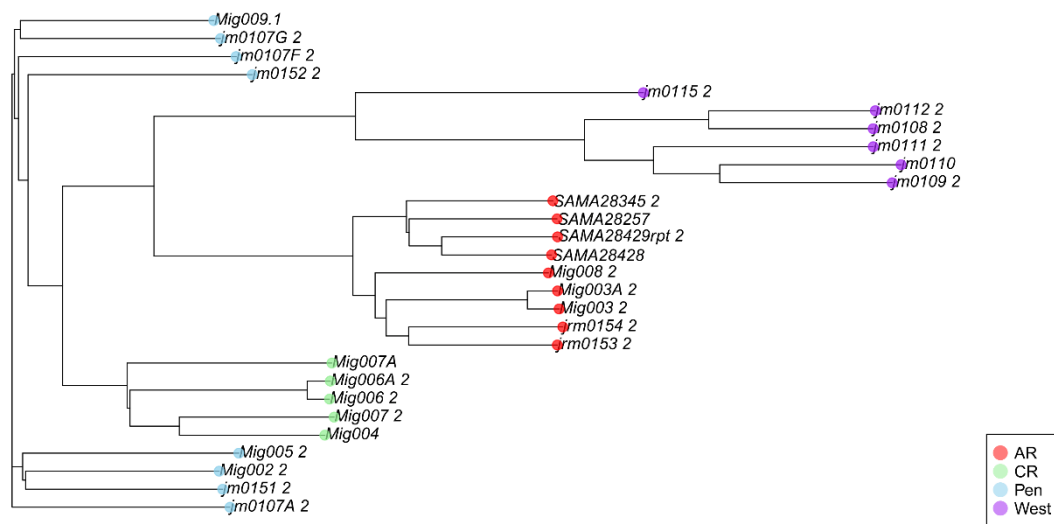 Mig009.1
jm0107G 2
jm0107F 2
jm0152 2
jm0115 2
jm0112 2
jm0108 2
jm0111 2
jm0110
jm0109 2
SAMA28345 2
SAMA28257
SAMA28429rpt 2
SAMA28428
Mig008 2
Mig003A 2
Mig003 2
jrm0154 2
jrm0153 2
Mig007A
Mig006A 2
Mig006 2
Mig007 2
Mig004
Mig005 2
Mig002 2
jm0151 2
jm0107A 2
AR
CR
Pen
West